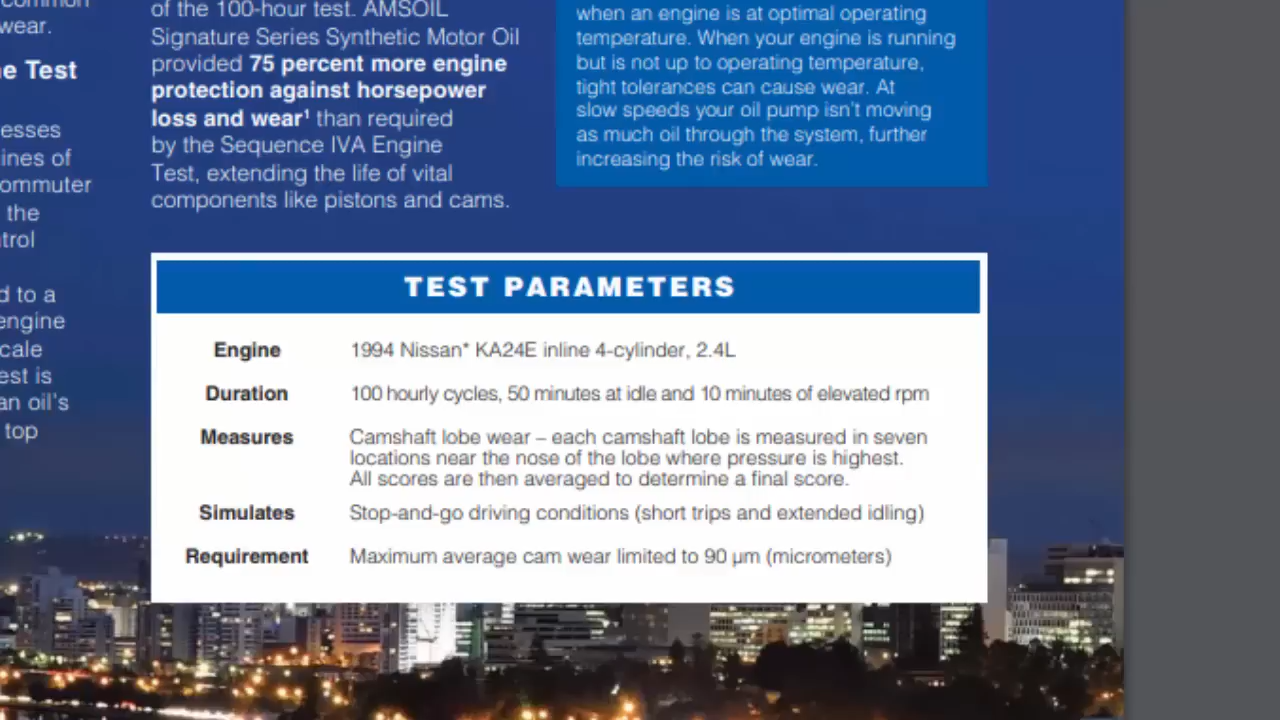 common
wear.
e Test
esses
ines of
ommuter
the
trol
d to a
engine
cale
est is
an oil's
top
of the 100-hour test. AMSOIL
Signature Series Synthetic Motor Oil
provided 75 percent more engine
protection against horsepower
loss and wear¹ than required
by the Sequence IVA Engine
Test, extending the life of vital
components like pistons and cams.
when an engine is at optimal operating
temperature. When your engine is running
but is not up to operating temperature,
tight tolerances can cause wear. At
slow speeds your oil pump isn't moving
as much oil through the system, further
increasing the risk of wear.
TEST PARAMETERS
Engine 1994 Nissan* KA24E inline 4-cylinder, 2.4L
Duration 100 hourly cycles, 50 minutes at idle and 10 minutes of elevated rpm
Measures Camshaft lobe wear – each camshaft lobe is measured in seven
locations near the nose of the lobe where pressure is highest.
All scores are then averaged to determine a final score.
Simulates Stop-and-go driving conditions (short trips and extended idling)
Requirement Maximum average cam wear limited to 90 µm (micrometers)